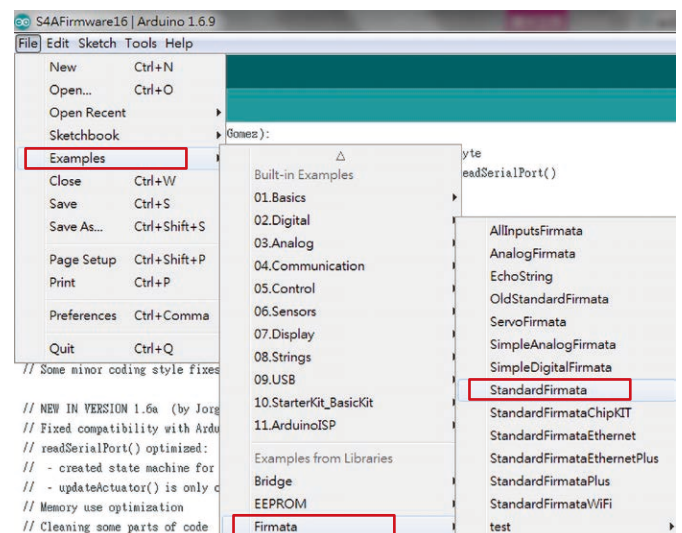 S4AFirmware16 | Arduino 1.6.9
File Edit Sketch Tools Help
New Ctrl+N
Open... Ctrl+O
Open Recent
Sketchbook
Examples
Close Ctrl+W
Save Ctrl+S
Save As... Ctrl+Shift+S
Page Setup Ctrl+Shift+P
Print Ctrl+P
Preferences Ctrl+Comma
Quit Ctrl+Q
Gomez):
yte
eadSerialPort()
Built-in Examples
01.Basics
02.Digital
03.Analog
04.Communication
05.Control
06.Sensors
07.Display
08.Strings
09.USB
10.StarterKit_BasicKit
11.ArduinoISP
Examples from Libraries
Bridge
EEPROM
Firmata
AllInputsFirmata
AnalogFirmata
EchoString
OldStandardFirmata
ServoFirmata
SimpleAnalogFirmata
SimpleDigitalFirmata
StandardFirmata
StandardFirmataChipKIT
StandardFirmataEthernet
StandardFirmataEthernetPlus
StandardFirmataPlus
StandardFirmataWiFi
test
// Some minor coding style fixes
// NEW IN VERSION 1.6a (by Jorg
// Fixed compatibility with Ardu
// readSerialPort() optimized:
// - created state machine for
// - updateActuator() is only c
// Memory use optimization
// Cleaning some parts of code